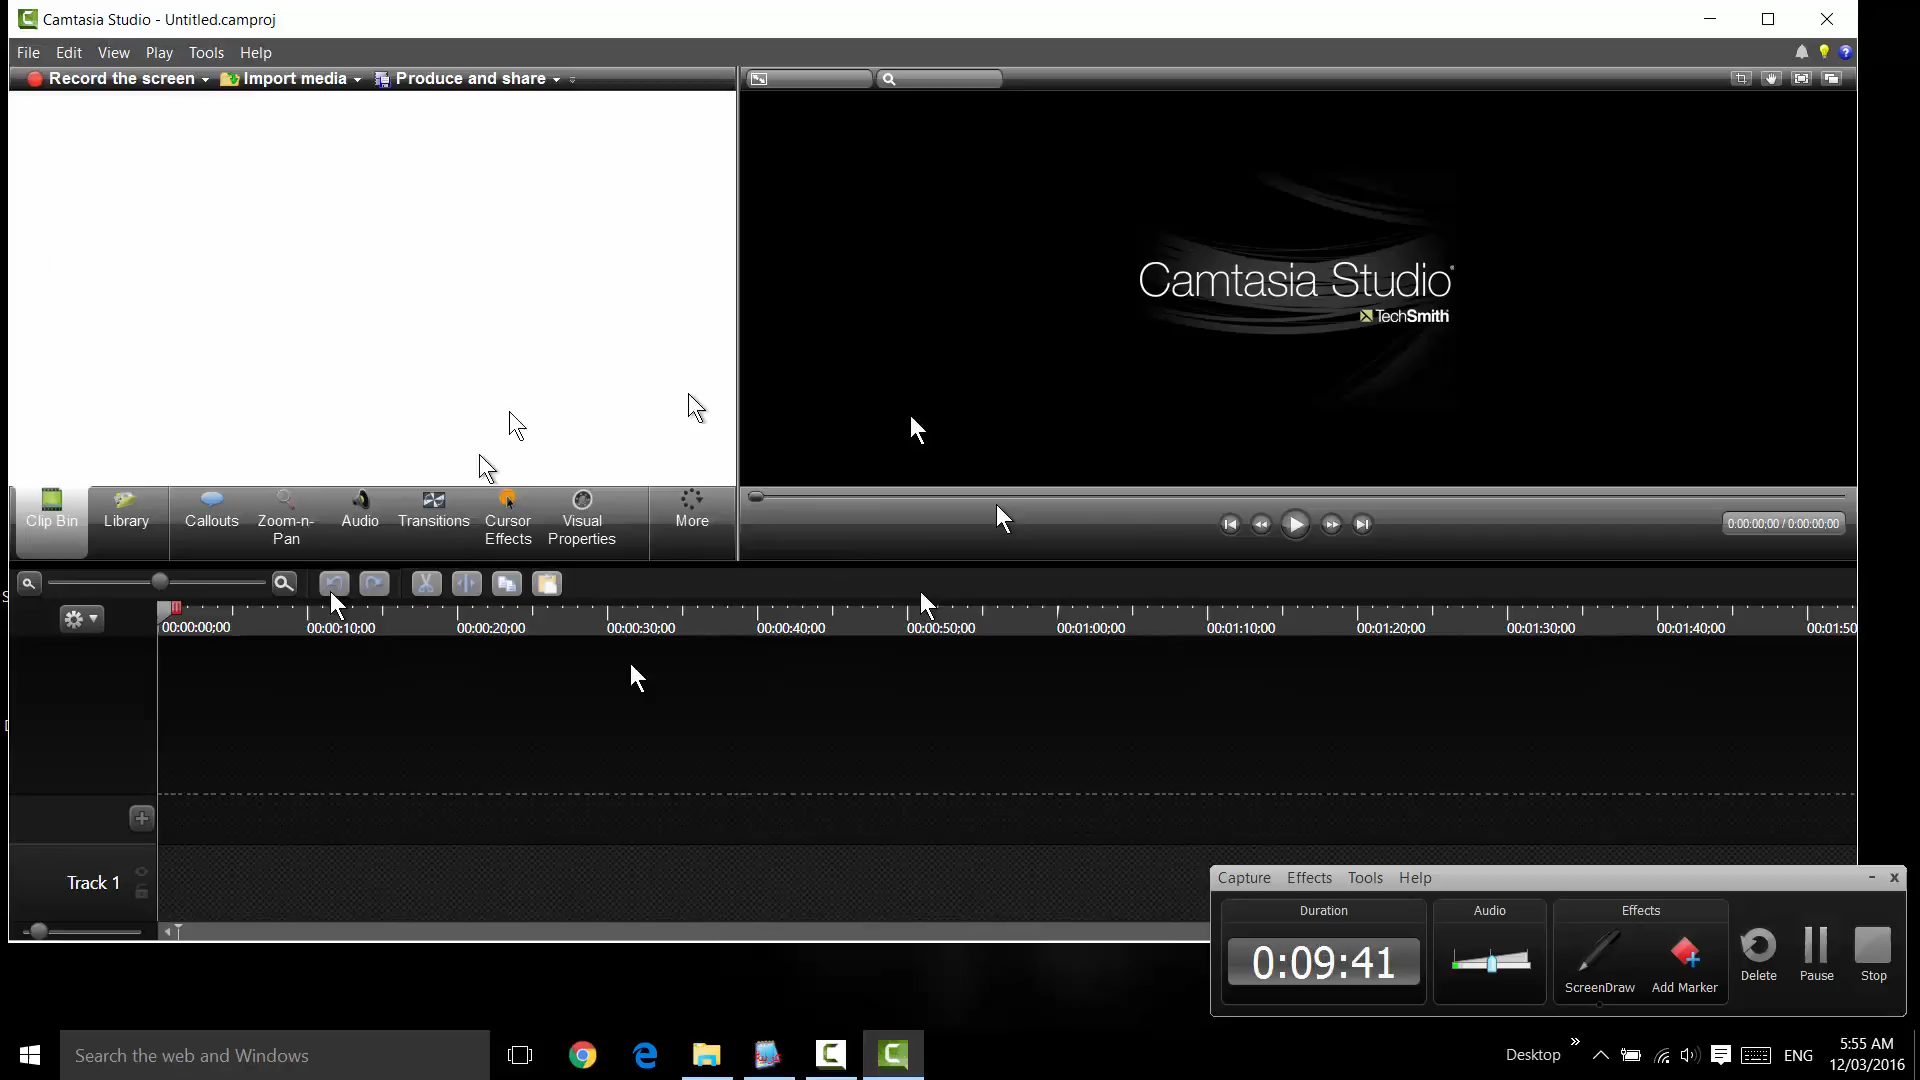 Camtasia Studio - Untitled.camproj
File Edit View Play Tools Help
Record the screen Import media Produce and share
Camtasia Studio
TechSmith
Clip Bin Library Callouts Zoom-n-Pan Audio Transitions Cursor Effects Visual Properties More
0:00:00;00 / 0:00:00;00
00:00:00;00 00:00:10;00 00:00:20;00 00:00:30;00 00:00:40;00 00:00:50;00 00:01:00;00 00:01:10;00 00:01:20;00 00:01:30;00 00:01:40;00 00:01:50
Track 1
Capture Effects Tools Help
Duration Audio Effects
0:09:41
ScreenDraw Add Marker Delete Pause Stop
Search the web and Windows
Desktop
ENG
5:55 AM
12/03/2016